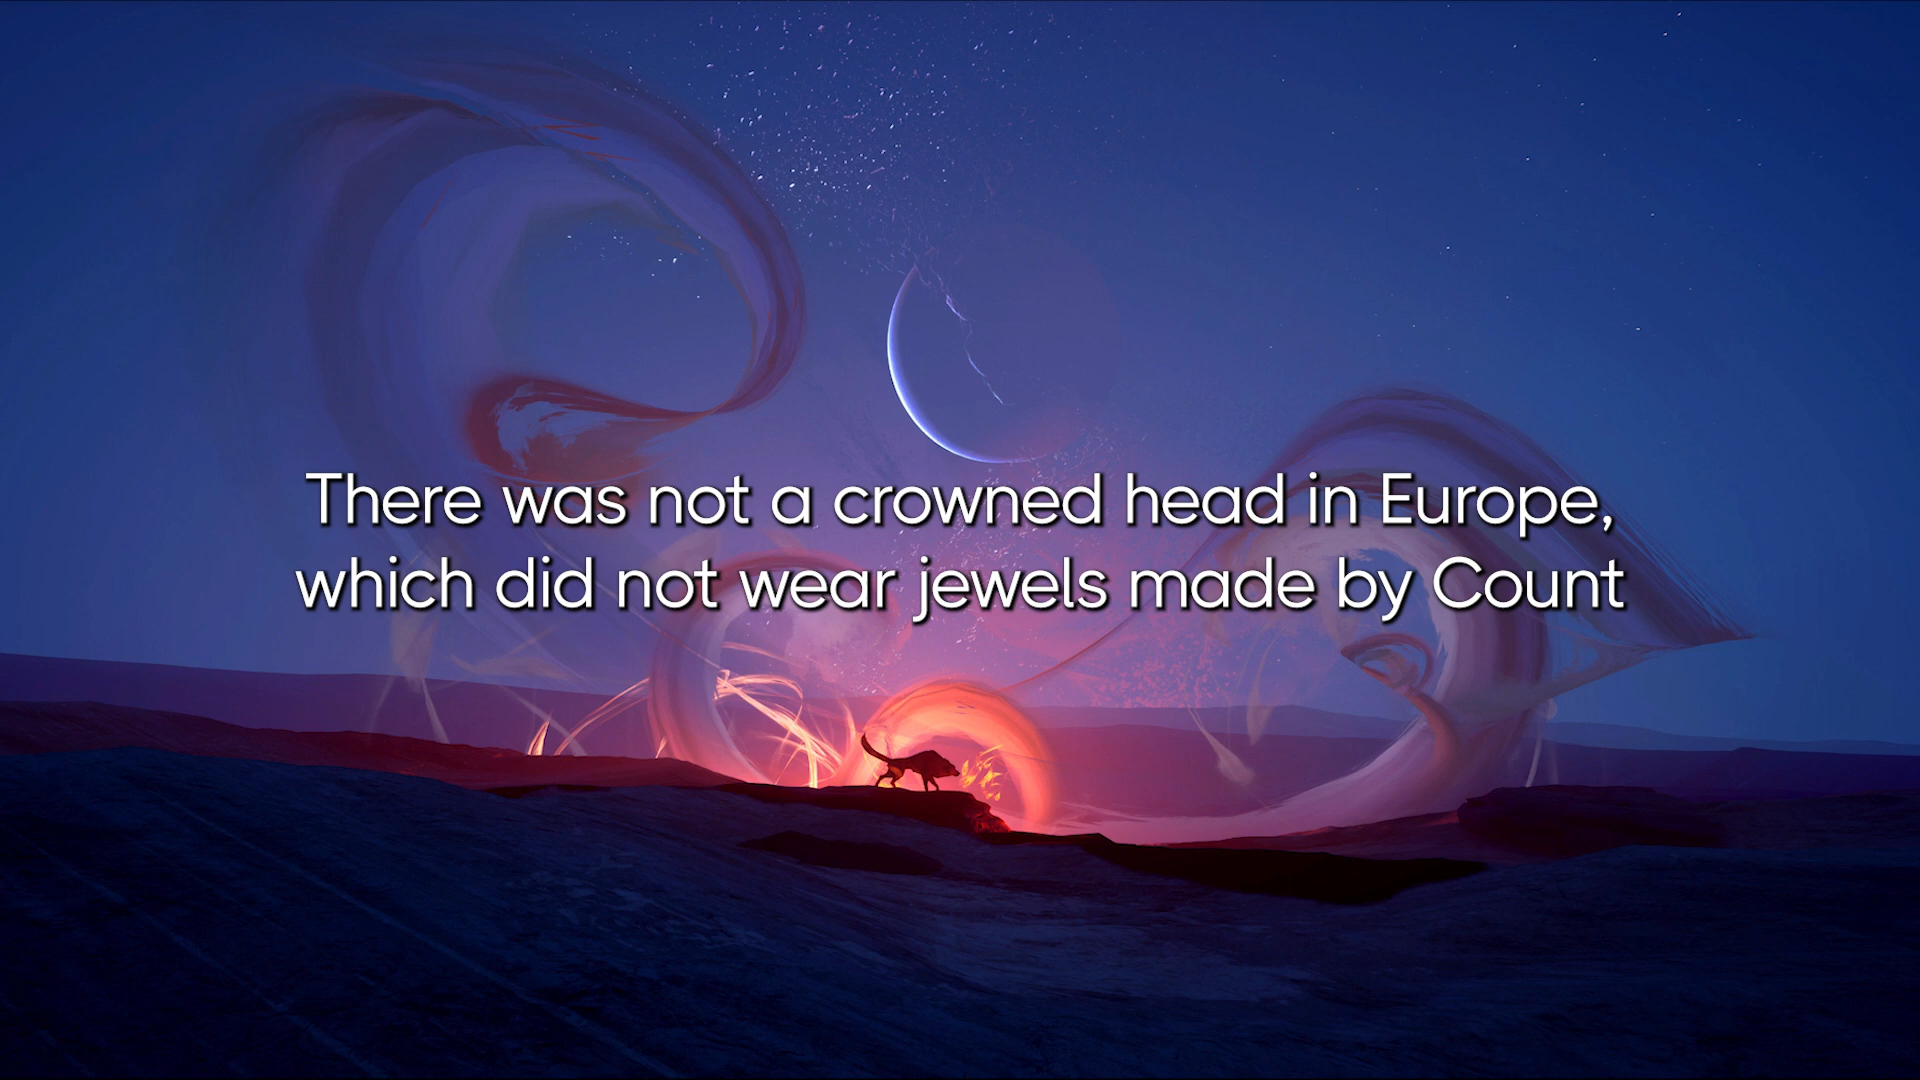 There was not a crowned head in Europe,
which did not wear jewels made by Count